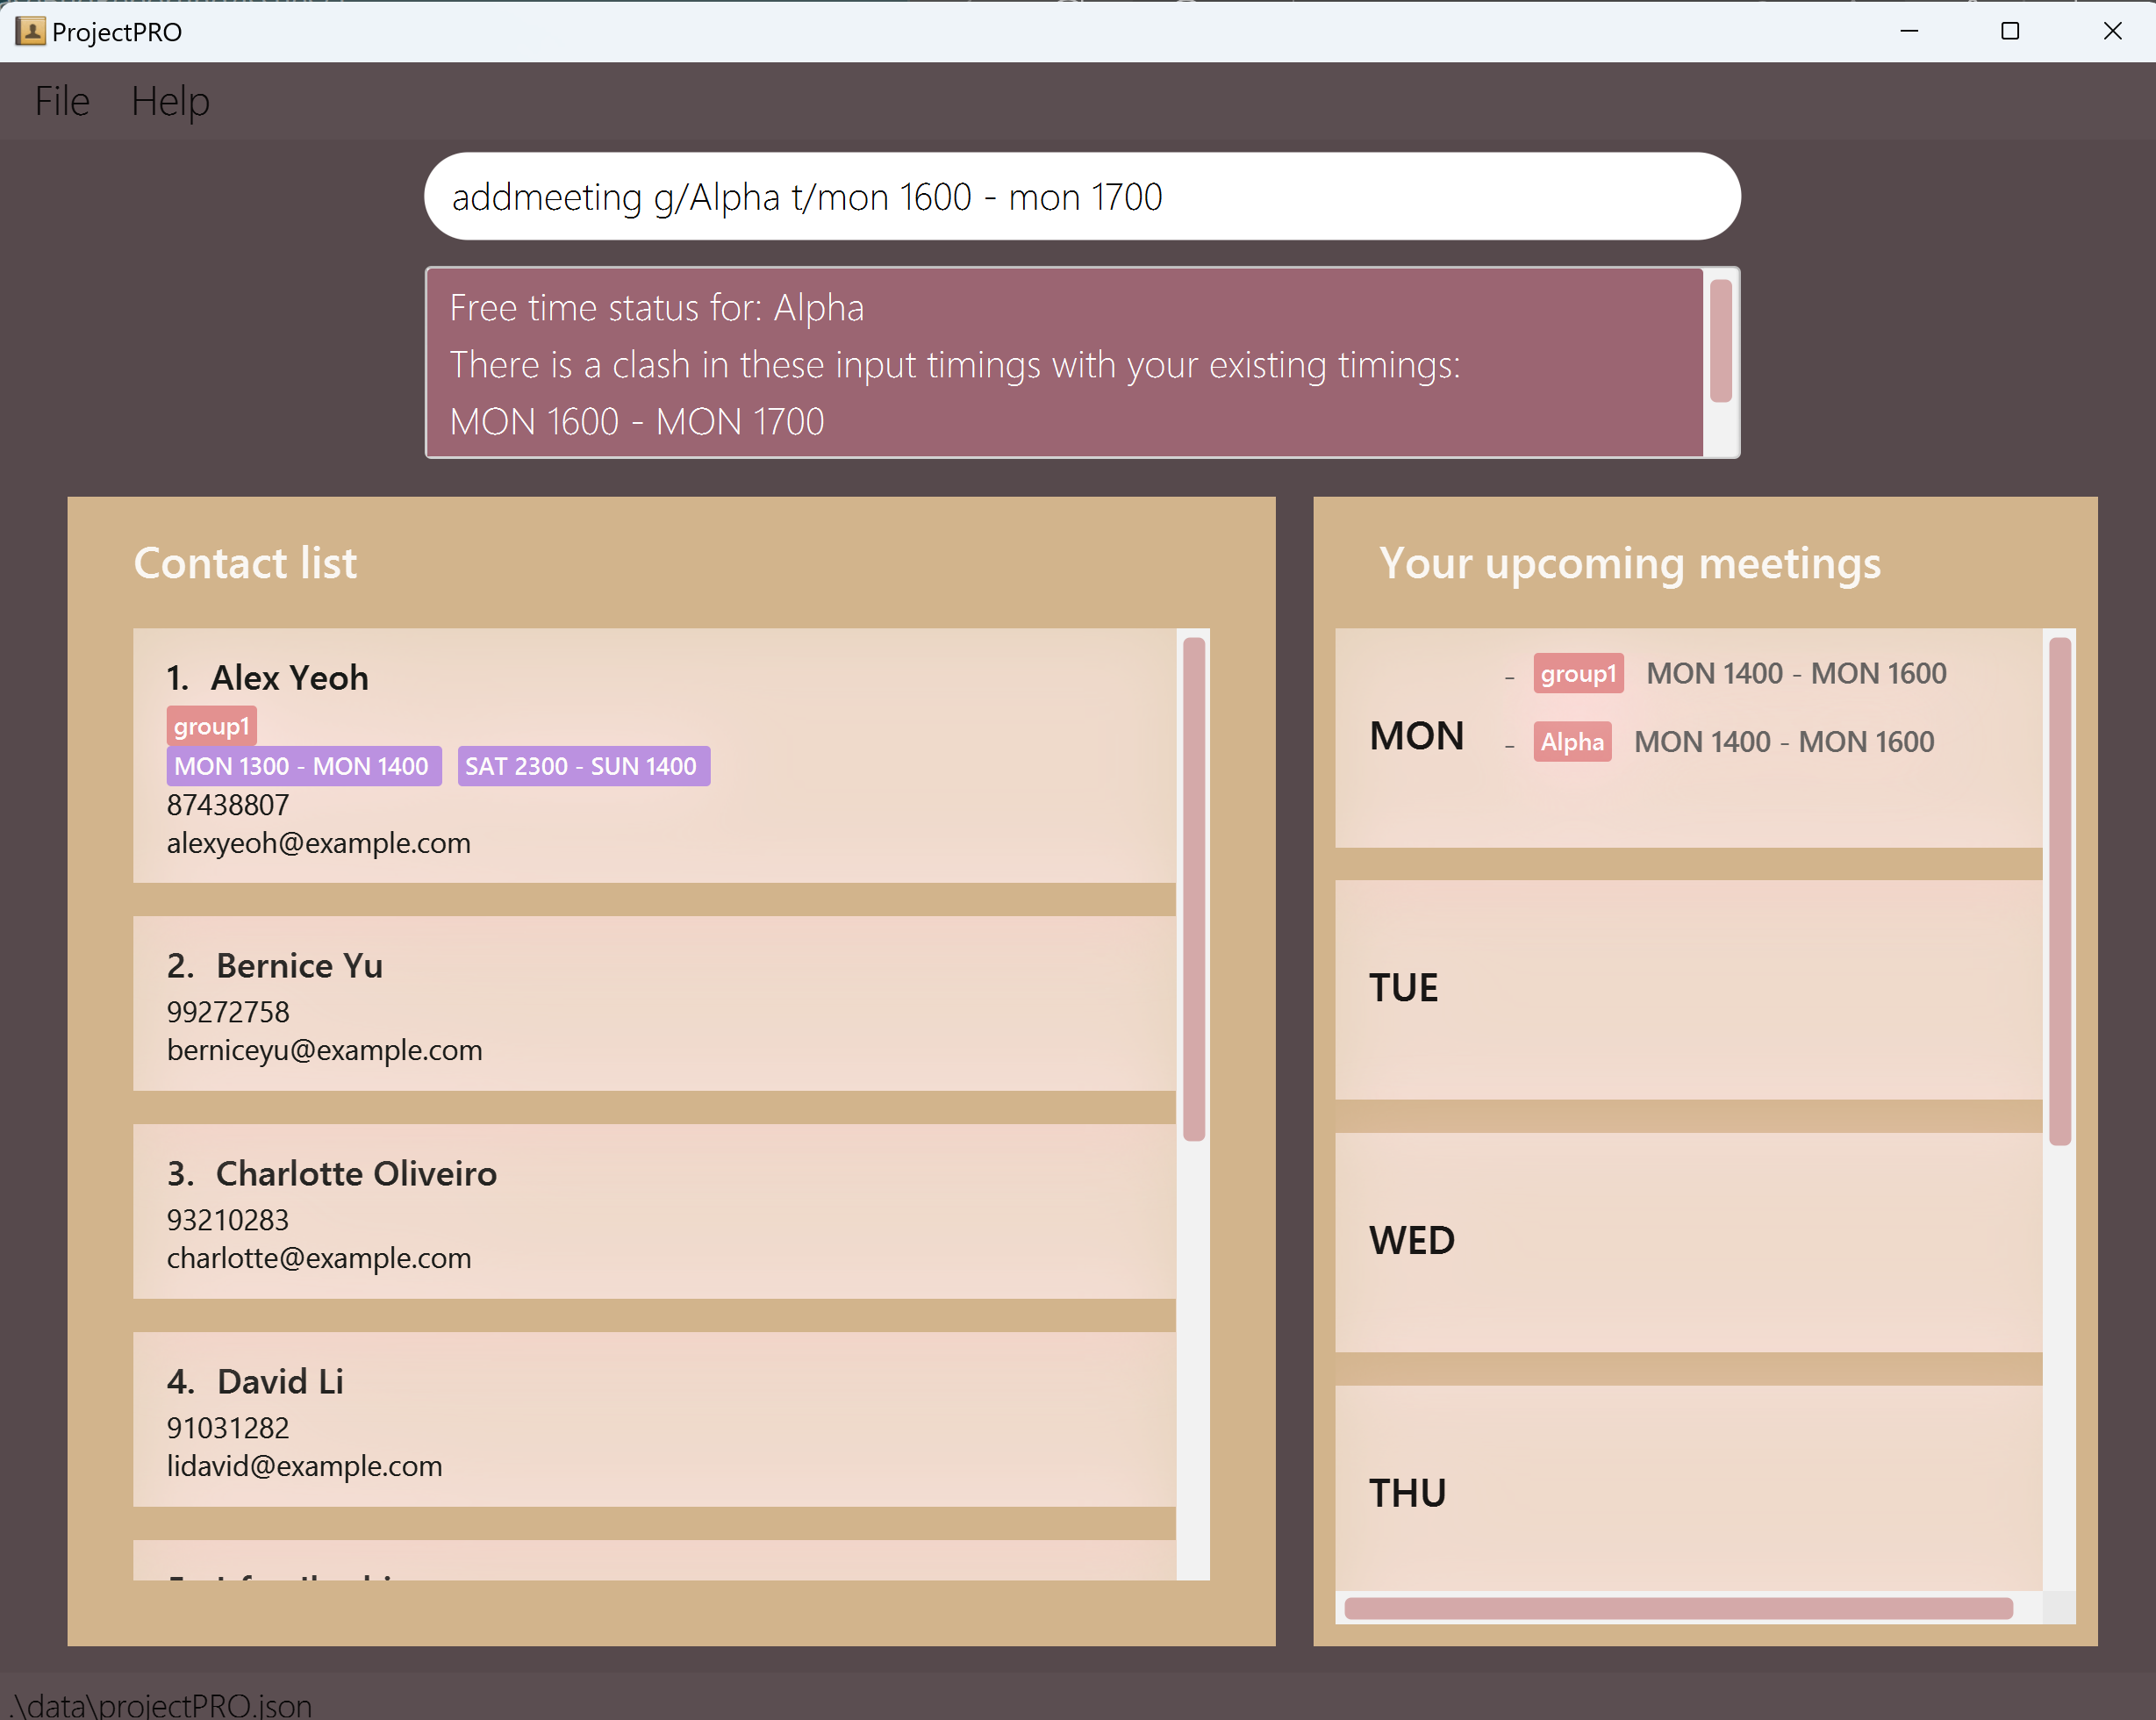 ProjectPRO
File Help
addmeeting g/Alpha t/mon 1600 - mon 1700
Free time status for: Alpha
There is a clash in these input timings with your existing timings:
MON 1600 - MON 1700
Contact list
1. Alex Yeoh
group1
MON 1300 - MON 1400 SAT 2300 - SUN 1400
87438807
alexyeoh@example.com
2. Bernice Yu
99272758
berniceyu@example.com
3. Charlotte Oliveiro
93210283
charlotte@example.com
4. David Li
91031282
lidavid@example.com
Your upcoming meetings
MON
- group1 MON 1400 - MON 1600
- Alpha MON 1400 - MON 1600
TUE
WED
THU
.\data\projectPRO.json